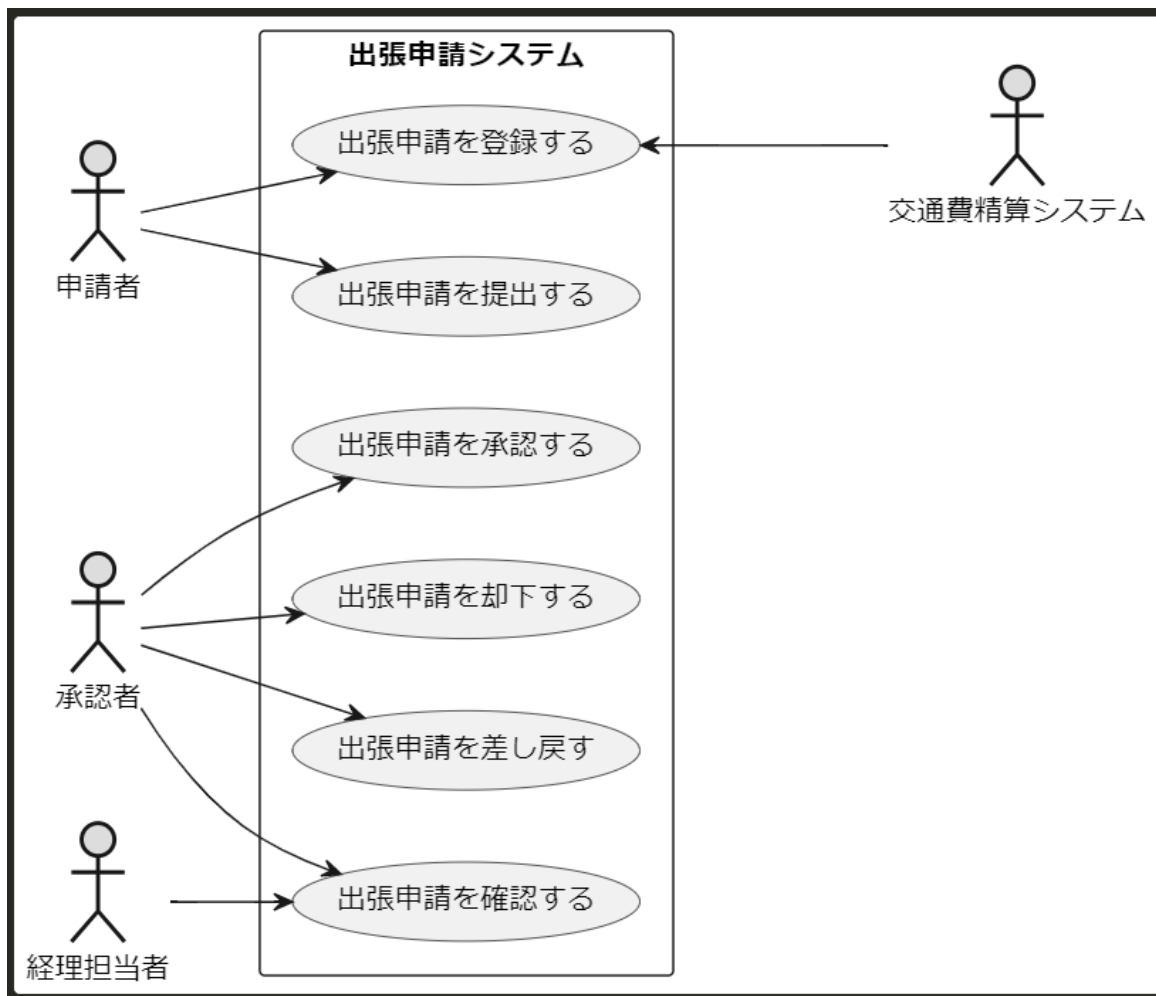 出張申請システム
出張申請を登録する
交通費精算システム
申請者
出張申請を提出する
出張申請を承認する
出張申請を却下する
承認者
出張申請を差し戻す
出張申請を確認する
経理担当者